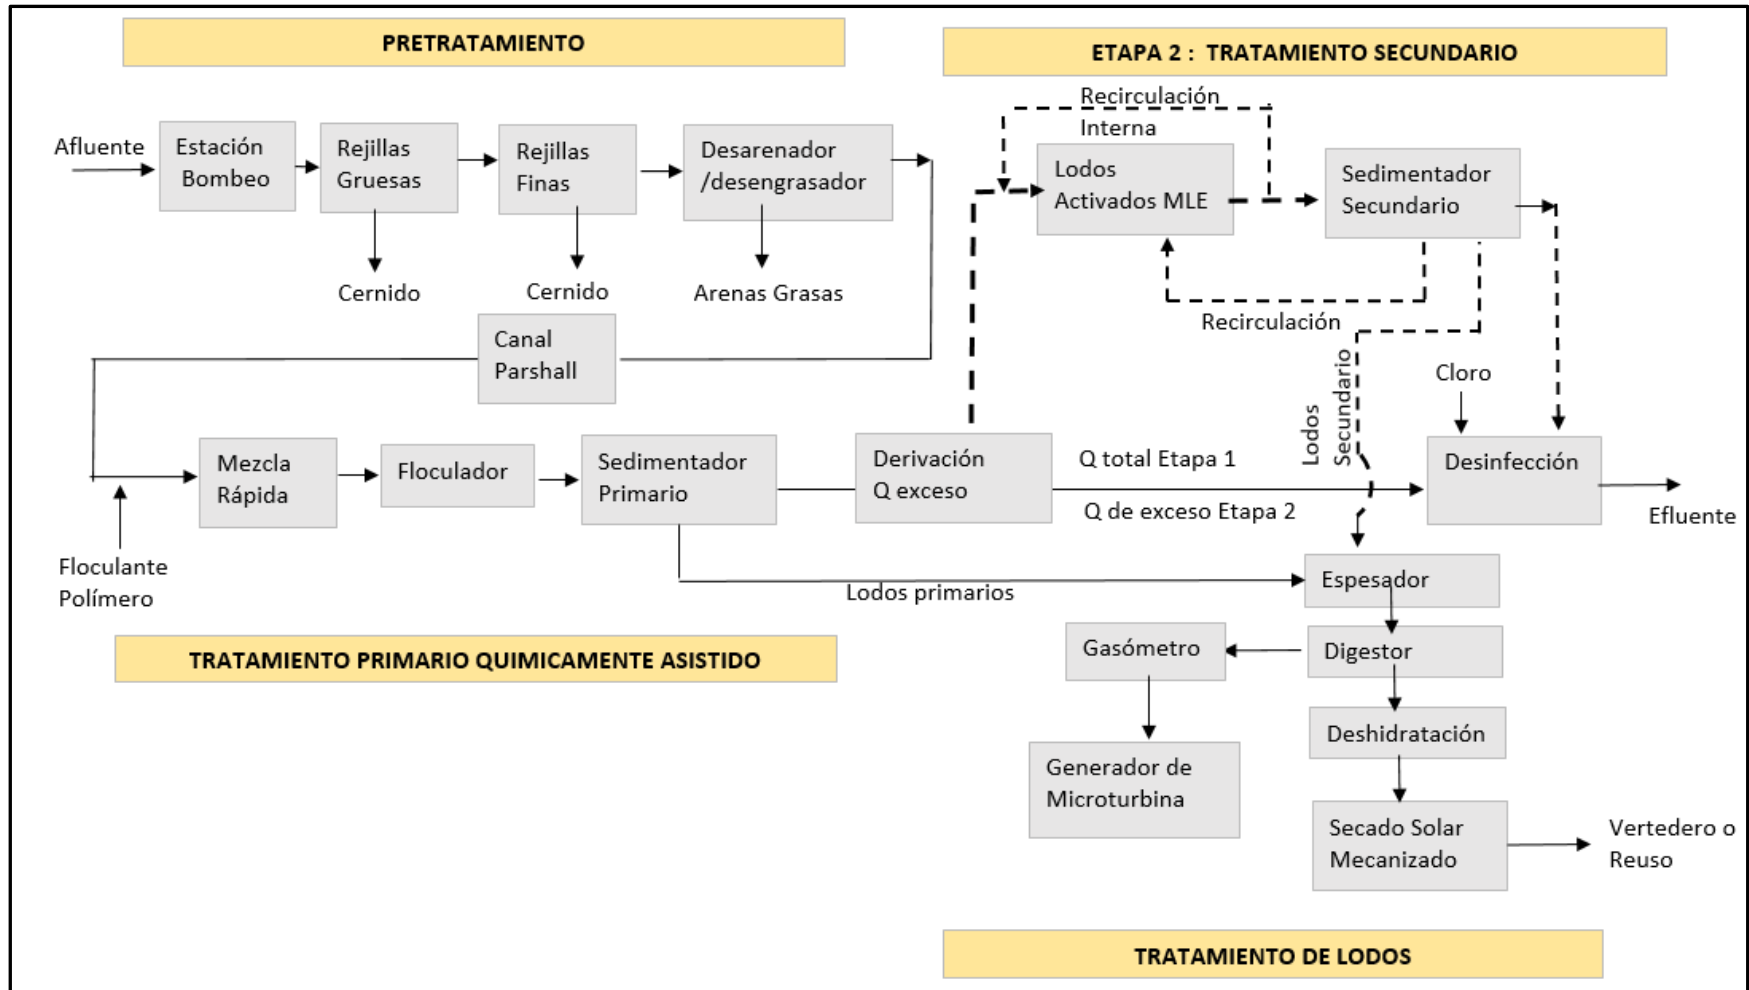 PRETRATAMIENTO
ETAPA 2 :  TRATAMIENTO SECUNDARIO
Afluente
Estación
Bombeo
Rejillas
Gruesas
Rejillas
Finas
Desarenador
/desengrasador
Cernido
Cernido
Arenas Grasas
Canal
Parshall
Recirculación
Interna
Lodos
Activados MLE
Sedimentador
Secundario
Recirculación
Lodos
Secundario
Cloro
Mezcla
Rápida
Floculador
Sedimentador
Primario
Derivación
Q exceso
Q total Etapa 1
Q de exceso Etapa 2
Desinfección
Efluente
Floculante
Polímero
Lodos primarios
Espesador
TRATAMIENTO PRIMARIO QUIMICAMENTE ASISTIDO
Gasómetro
Digestor
Deshidratación
Generador de
Microturbina
Secado Solar
Mecanizado
Vertedero o
Reuso
TRATAMIENTO DE LODOS